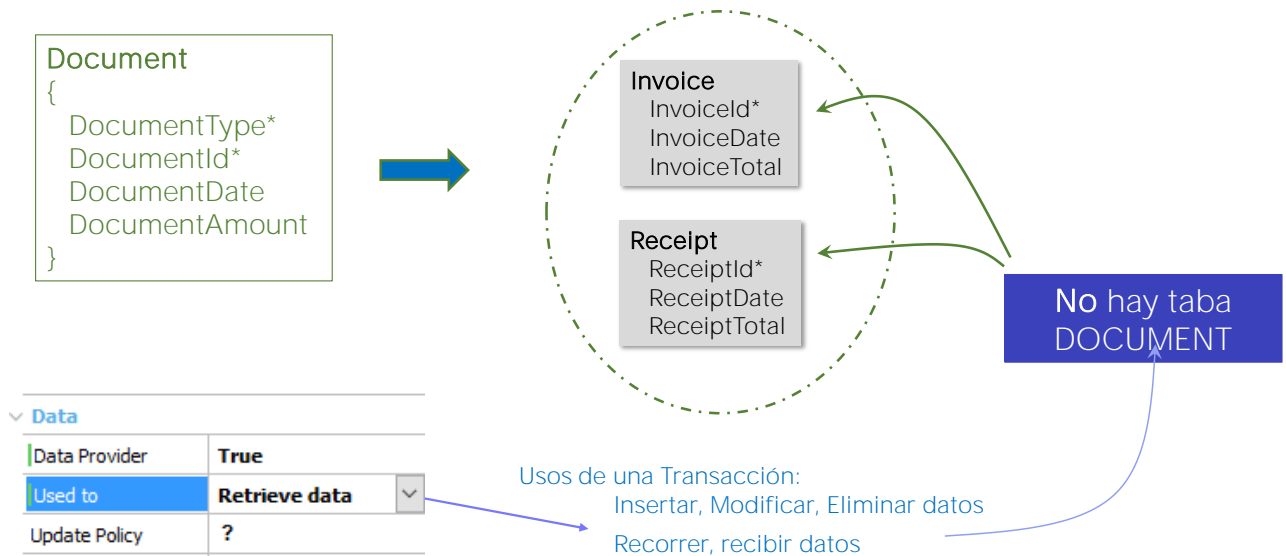 Document
{
DocumentType*
DocumentId*
DocumentDate
DocumentAmount
}
Invoice
InvoiceId*
InvoiceDate
InvoiceTotal
Receipt
ReceiptId*
ReceiptDate
ReceiptTotal
No hay taba
DOCUMENT
Data
Data Provider True
Used to Retrieve data
Update Policy ?
Usos de una Transacción:
Insertar, Modificar, Eliminar datos
Recorrer, recibir datos